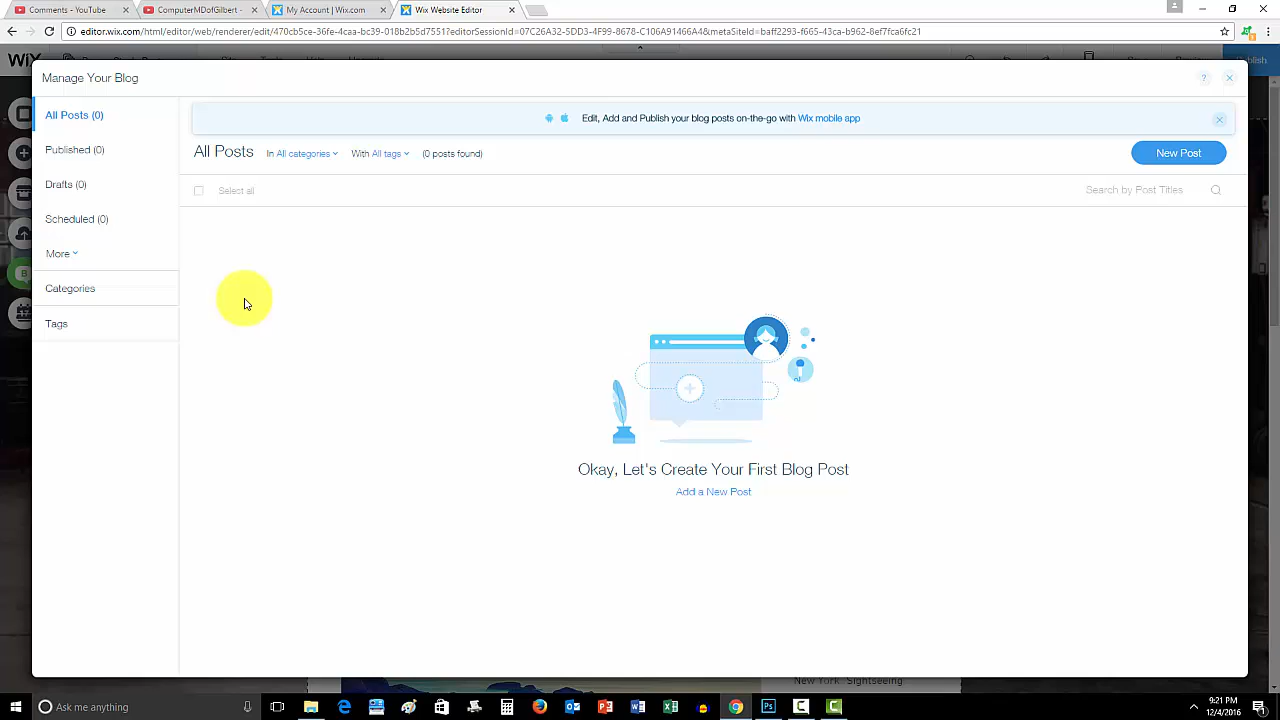 Comments - YouTube
ComputerMDofGilbert -
My Account | Wix.com
Wix Website Editor
editor.wix.com/html/editor/web/renderer/edit/470cb5ce-36fe-4caa-bc39-018b2b5d7551?editorSessionId=07C26AC2-5DD3-4F99-8678-C106A91466A4&metaSiteId=baff2293-f665-43ca-b962-8ef7fca6fc21
WiX
Manage Your Blog
?
All Posts (0)
Published (0)
Drafts (0)
Scheduled (0)
More
Categories
Tags
Edit, Add and Publish your blog posts on-the-go with Wix mobile app
All Posts In All categories With All tags (0 posts found)
New Post
Select all
Search by Post Titles
Okay, Let's Create Your First Blog Post
Add a New Post
New York: Sightseeing
Ask me anything
9:21 PM
12/4/2016